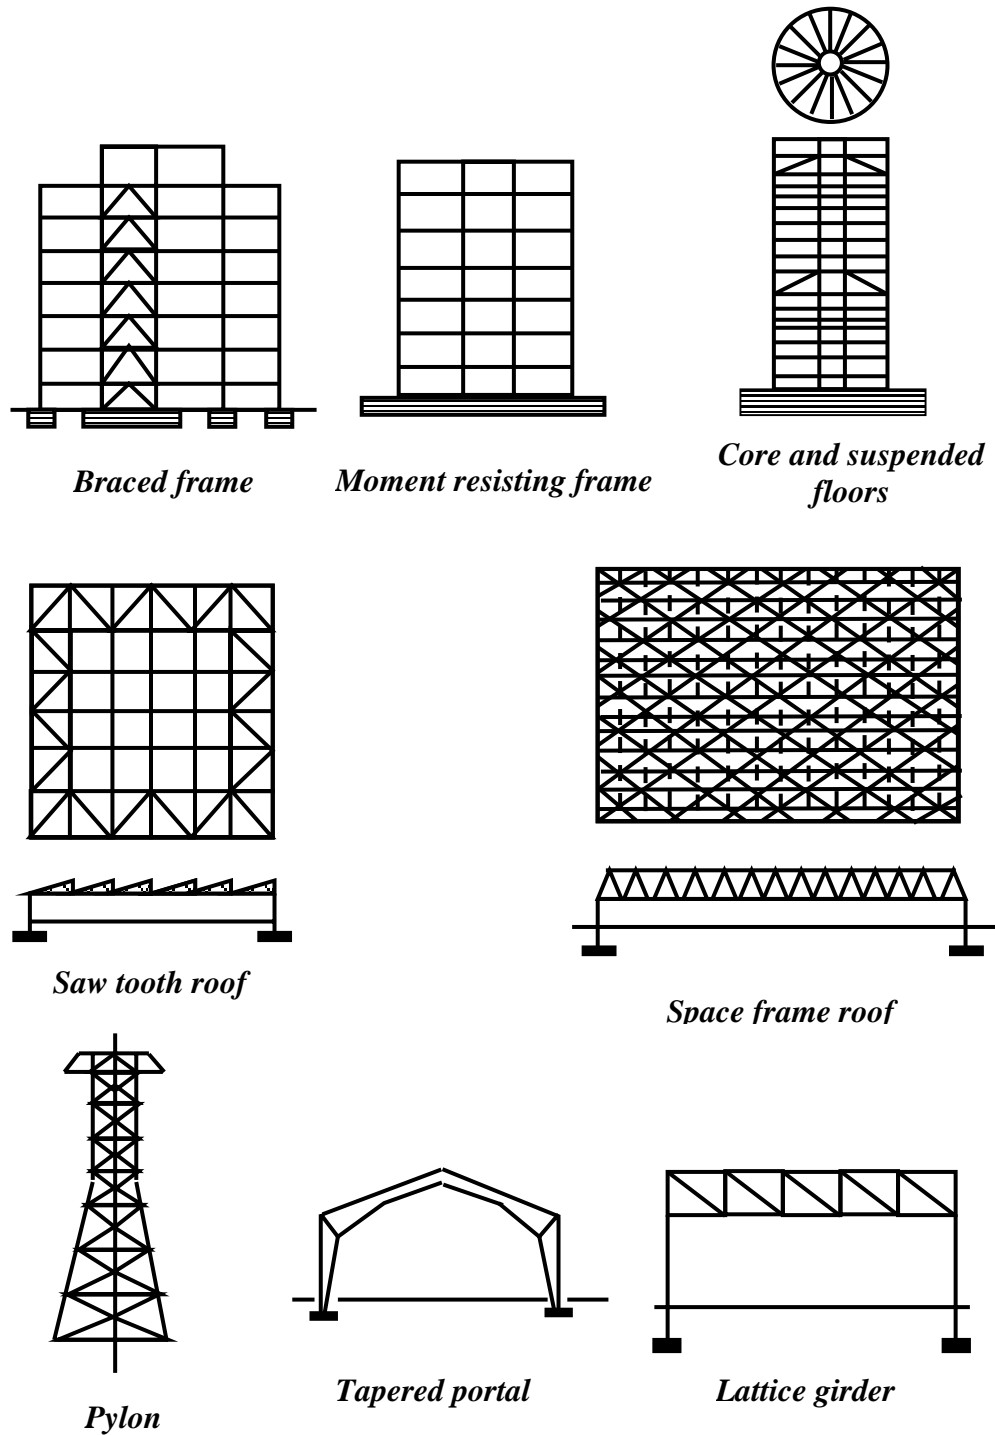 Braced frame
Moment resisting frame
Core and suspended
floors
Saw tooth roof
Space frame roof
Pylon
Tapered portal
Lattice girder